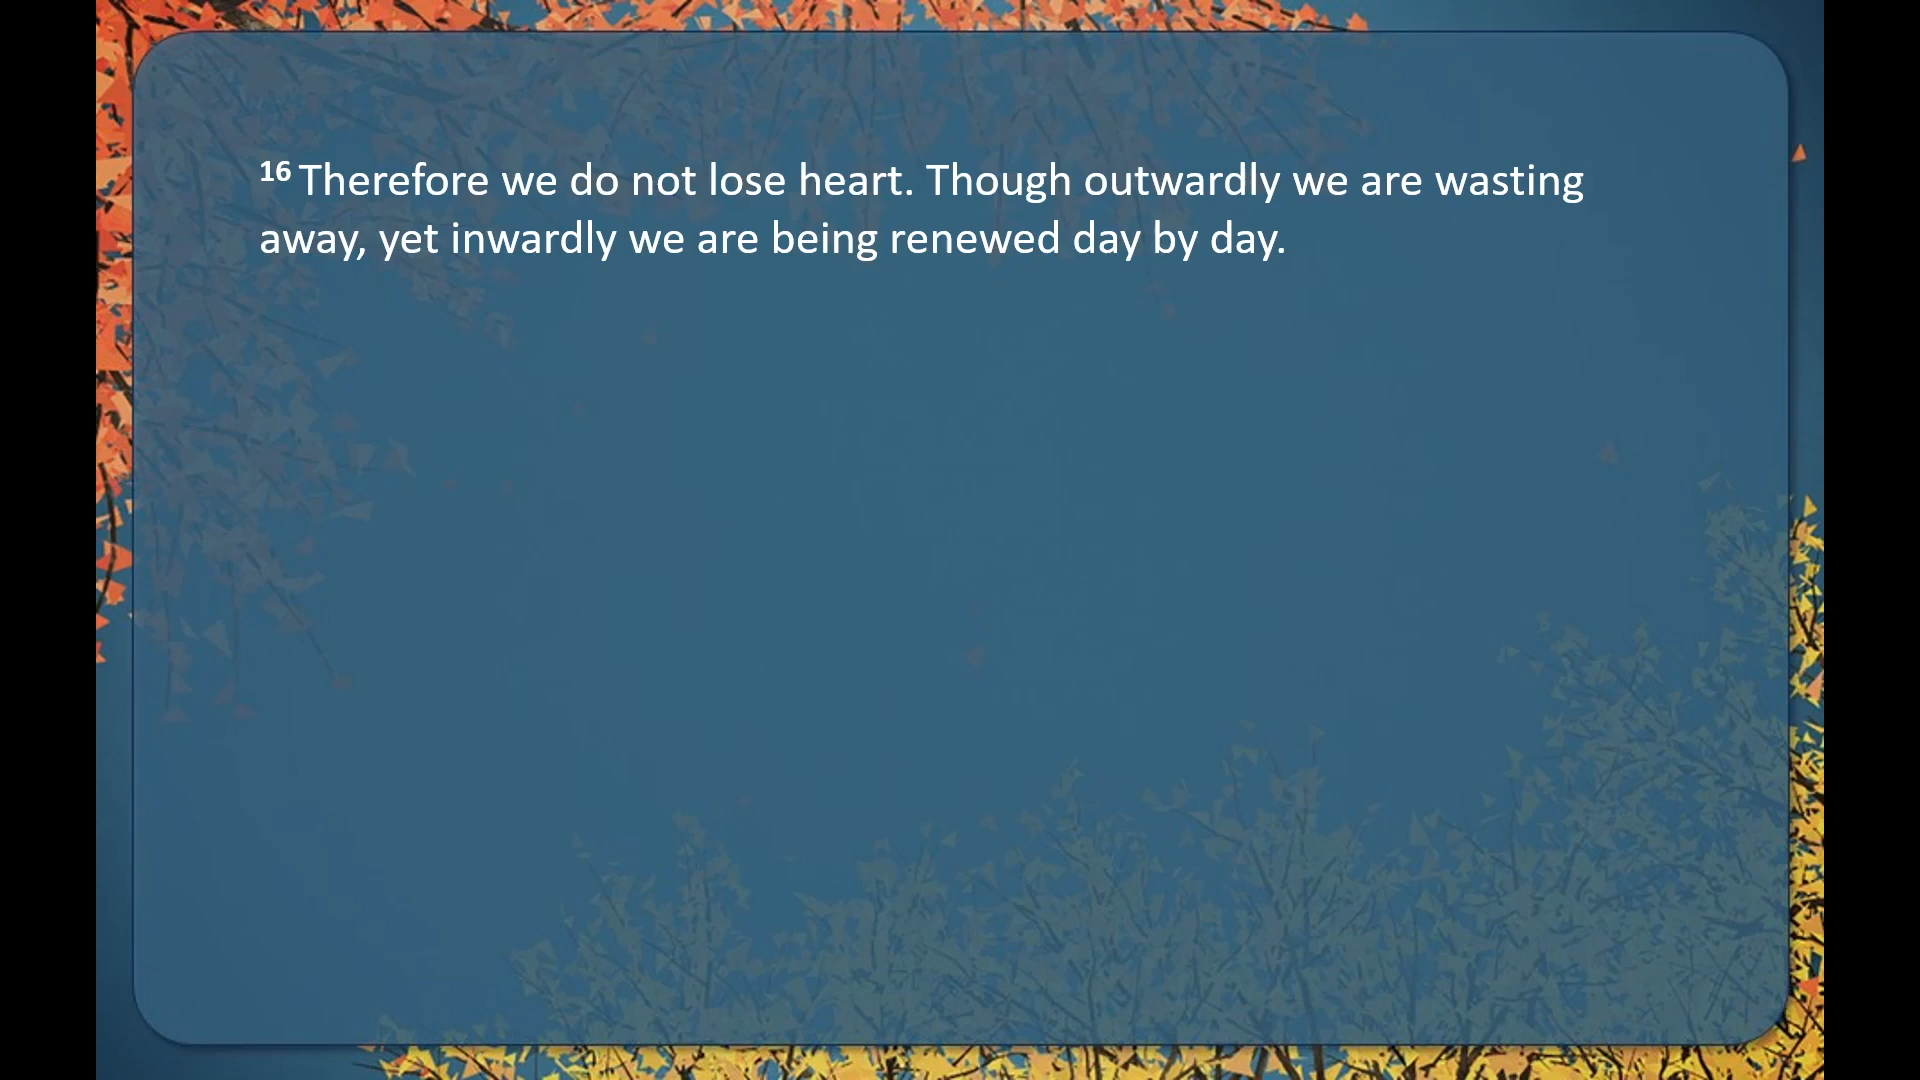 16 Therefore we do not lose heart. Though outwardly we are wasting
away, yet inwardly we are being renewed day by day.